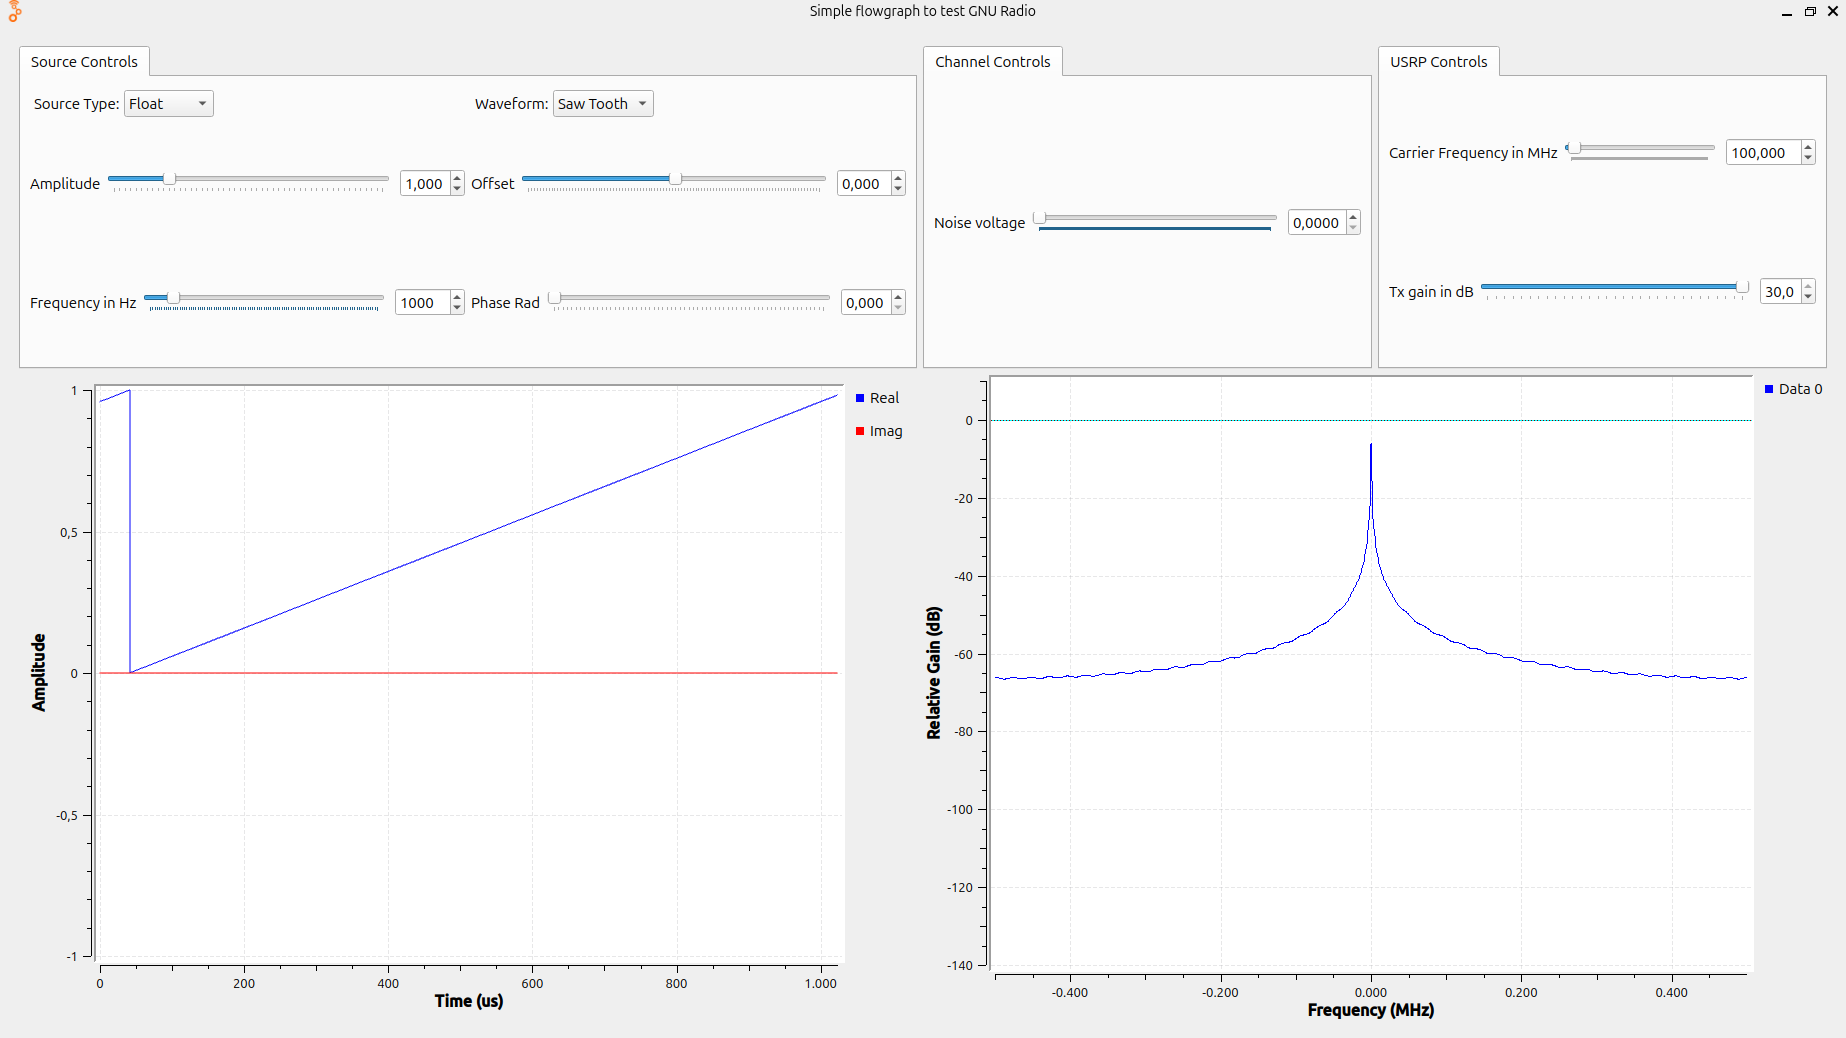 Simple flowgraph to test GNU Radio
Source Controls
Source Type: Float
Waveform: Saw Tooth
Amplitude 1,000
Offset 0,000
Frequency in Hz 1000
Phase Rad 0,000
Channel Controls
Noise voltage 0,0000
USRP Controls
Carrier Frequency in MHz 100,000
Tx gain in dB 30,0
1
0,5
0
-0,5
-1
Amplitude
0 200 400 600 800 1.000
Time (us)
Real
Imag
0
-20
-40
-60
-80
-100
-120
-140
Relative Gain (dB)
-0.400 -0.200 0.000 0.200 0.400
Frequency (MHz)
Data 0